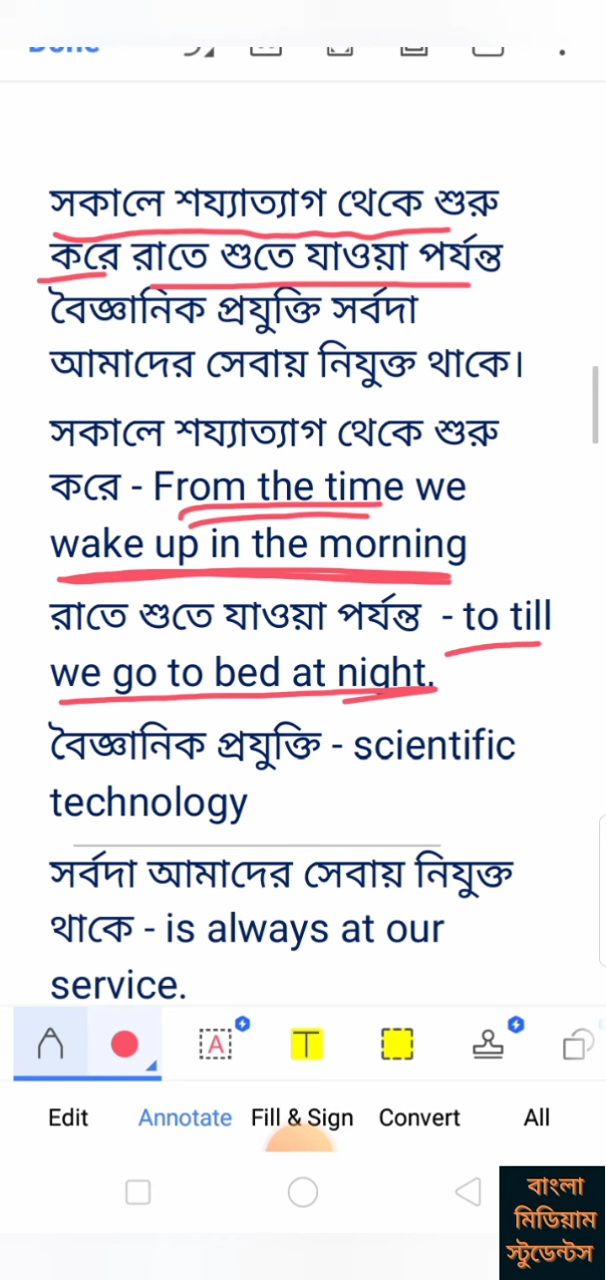 Done
সকালে শয্যাত্যাগ থেকে শুরু
করে রাতে শুতে যাওয়া পর্যন্ত
বৈজ্ঞানিক প্রযুক্তি সর্বদা
আমাদের সেবায় নিযুক্ত থাকে।
সকালে শয্যাত্যাগ থেকে শুরু
করে - From the time we
wake up in the morning
রাতে শুতে যাওয়া পর্যন্ত - to till
we go to bed at night.
বৈজ্ঞানিক প্রযুক্তি - scientific
technology
সর্বদা আমাদের সেবায় নিযুক্ত
থাকে - is always at our
service.
A T
Edit Annotate Fill & Sign Convert All
বাংলা
মিডিয়াম
স্টুডেন্টস